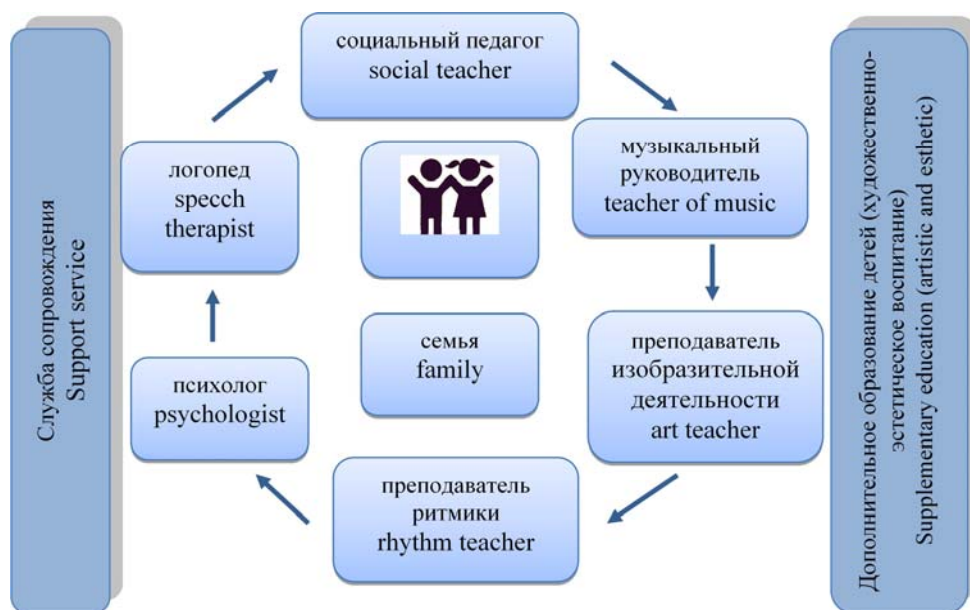 Служба сопровождения
Support service
социальный педагог
social teacher
логопед
specch
therapist
музыкальный
руководитель
teacher of music
семья
family
психолог
psychologist
преподаватель
изобразительной
деятельности
art teacher
преподаватель
ритмики
rhythm teacher
Дополнительное образование детей (художественно-
эстетическое воспитание)
Supplementary education (artistic and esthetic)